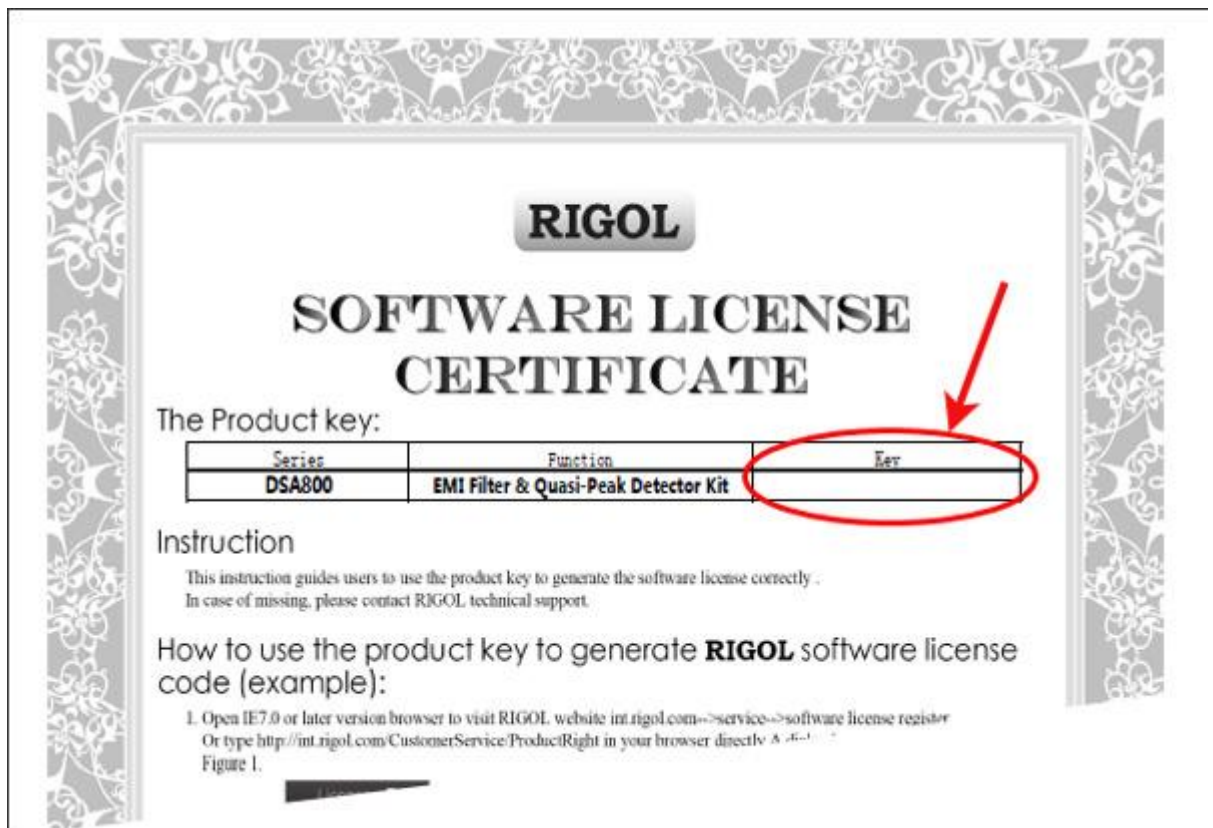 RIGOL
SOFTWARE LICENSE
CERTIFICATE
The Product key:
Series Function Key
DSA800 EMI Filter & Quasi-Peak Detector Kit
Instruction
This instruction guides users to use the product key to generate the software license correctly .
In case of missing, please contact RIGOL technical support.
How to use the product key to generate RIGOL software license
code (example):
1. Open IE7.0 or later version browser to visit RIGOL website int.rigol.com-->service-->software license register
Or type http://int.rigol.com/CustomerService/ProductRight in your browser directly A
Figure 1.